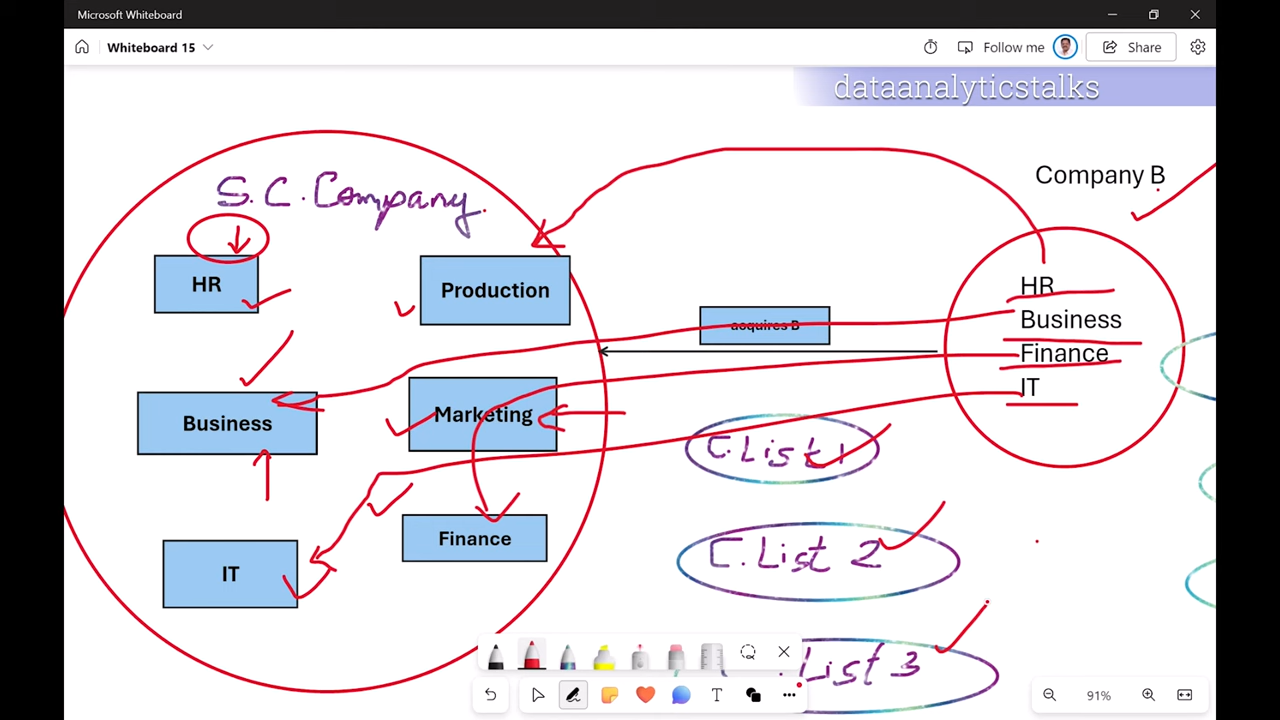 Microsoft Whiteboard
Whiteboard 15
Follow me
Share
dataanalyticstalks
S.C. Company
Company B
HR
Production
HR
Business
Finance
IT
acquires B
Business
Marketing
C.List 1
IT
Finance
C.List 2
List 3
91%